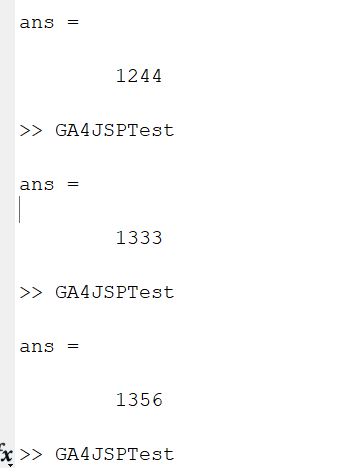 ans =
1244
>> GA4JSPTest
ans =
1333
>> GA4JSPTest
ans =
1356
fx >> GA4JSPTest